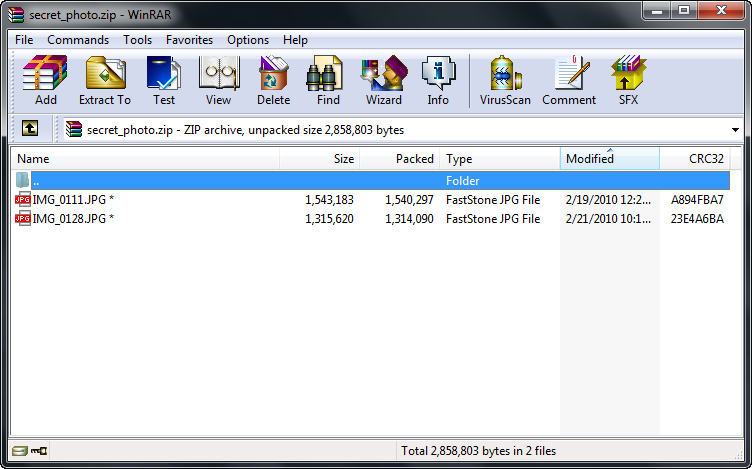 secret_photo.zip - WinRAR
File Commands Tools Favorites Options Help
Add Extract To Test View Delete Find Wizard Info VirusScan Comment SFX
secret_photo.zip - ZIP archive, unpacked size 2,858,803 bytes
Name Size Packed Type Modified CRC32
.. Folder
JPG IMG_0111.JPG * 1,543,183 1,540,297 FastStone JPG File 2/19/2010 12:2... A894FBA7
JPG IMG_0128.JPG * 1,315,620 1,314,090 FastStone JPG File 2/21/2010 10:1... 23E4A6BA
Total 2,858,803 bytes in 2 files